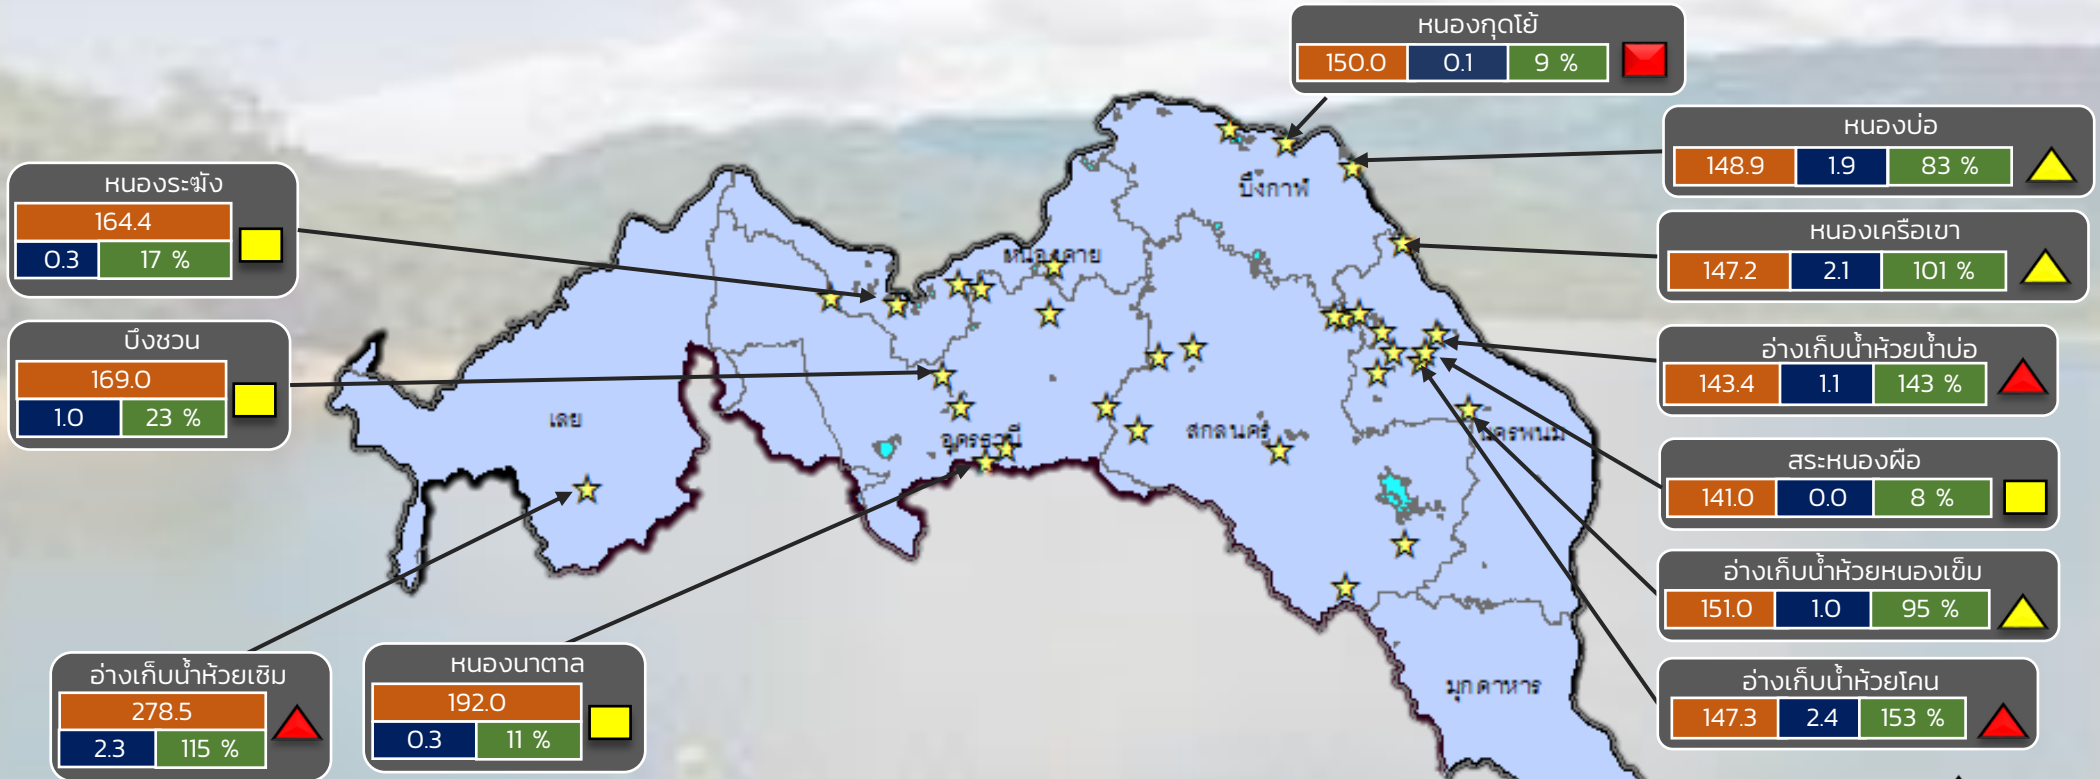 หนองกุดโย้
150.0 0.1 9 %
หนองบ่อ
148.9 1.9 83 %
หนองระฆัง
164.4
0.3 17 %
บึงกาฬ
หนองเครือเขา
147.2 2.1 101 %
หนองคาย
บึงชวน
169.0
1.0 23 %
อ่างเก็บน้ำห้วยน้ำบ่อ
143.4 1.1 143 %
เลย
อุดรธานี
สกลนคร
นครพนม
สระหนองผือ
141.0 0.0 8 %
อ่างเก็บน้ำห้วยหนองเข็ม
151.0 1.0 95 %
อ่างเก็บน้ำห้วยเซิม
278.5
2.3 115 %
หนองนาตาล
192.0
0.3 11 %
มุกดาหาร
อ่างเก็บน้ำห้วยโคน
147.3 2.4 153 %